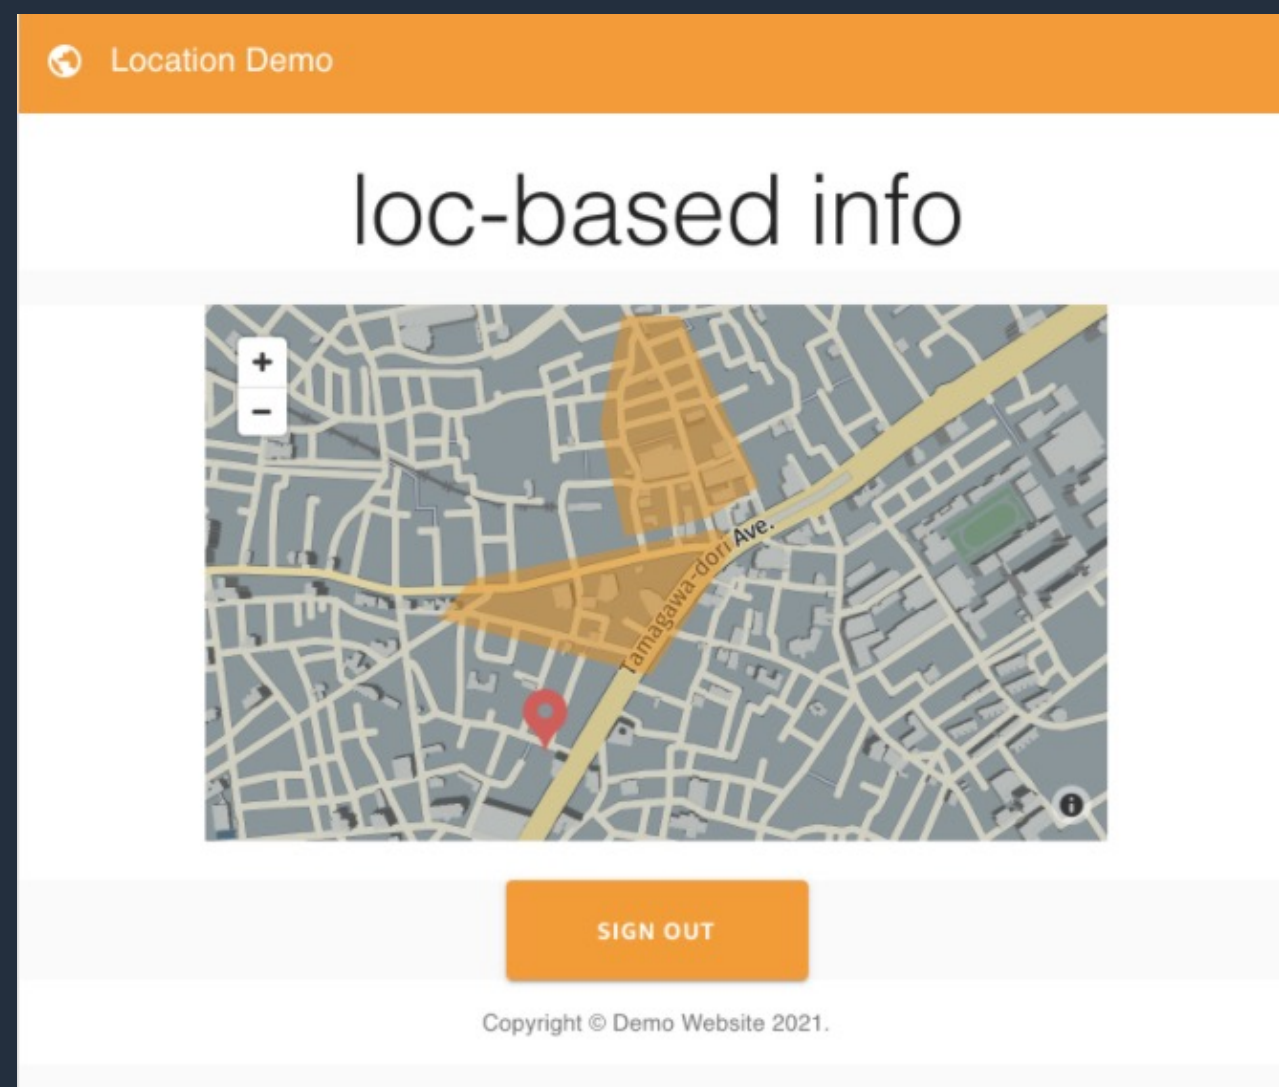 Location Demo
loc-based info
+
−
Tamagawa-dori Ave.
SIGN OUT
Copyright © Demo Website 2021.